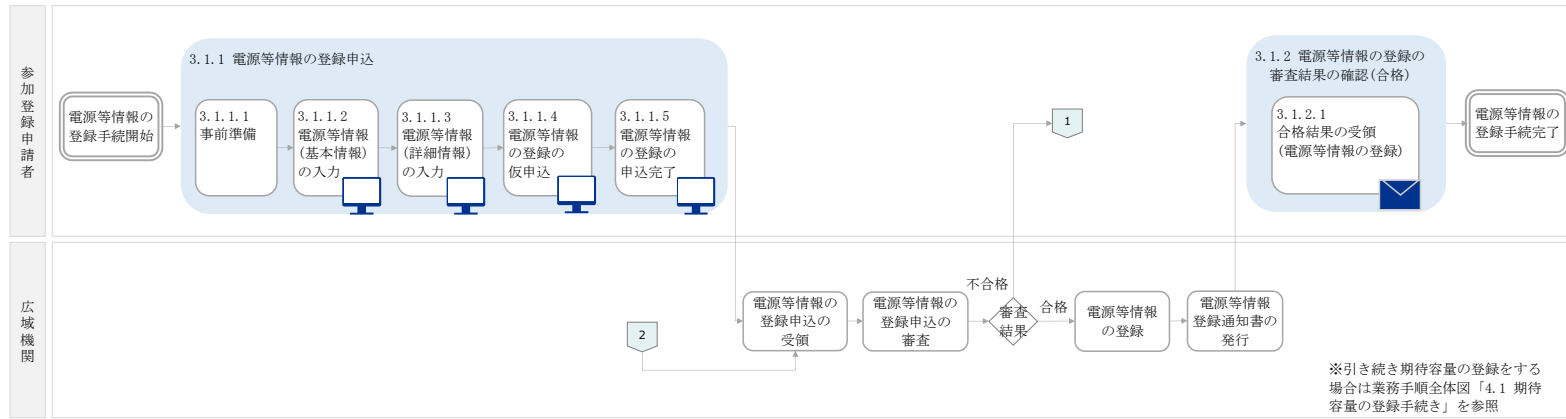 参加登録申請者
電源等情報の
登録手続開始
3.1.1 電源等情報の登録申込
3.1.1.1
事前準備
3.1.1.2
電源等情報
(基本情報)
の入力
3.1.1.3
電源等情報
(詳細情報)
の入力
3.1.1.4
電源等情報
の登録の
仮申込
3.1.1.5
電源等情報
の登録の
申込完了
1
3.1.2 電源等情報の登録の
審査結果の確認(合格)
3.1.2.1
合格結果の受領
(電源等情報の登録)
電源等情報の
登録手続完了
広域機関
2
電源等情報の
登録申込の
受領
電源等情報の
登録申込の
審査
不合格
審査
結果
合格
電源等情報
の登録
電源等情報
登録通知書の
発行
※引き続き期待容量の登録をする
場合は業務手順全体図「4.1 期待
容量の登録手続き」を参照